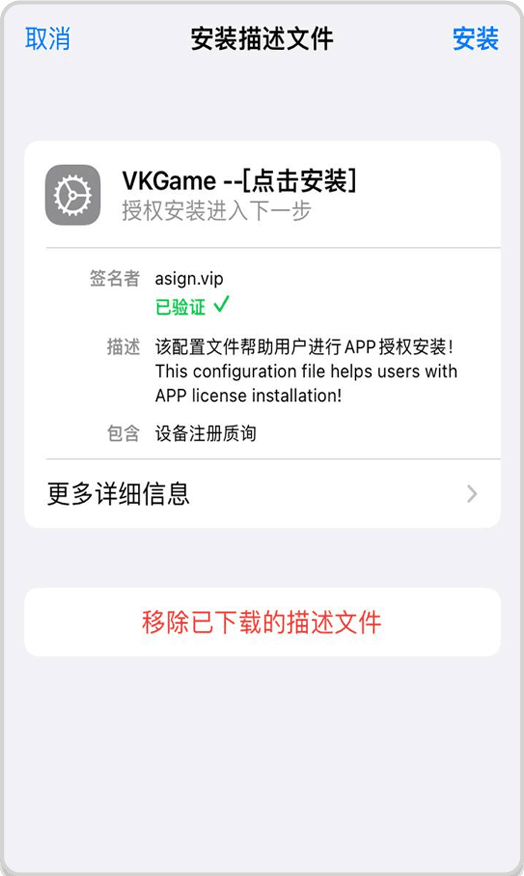 取消 安装描述文件 安装
VKGame --[点击安装]
授权安装进入下一步
签名者 asign.vip
已验证 ✓
描述 该配置文件帮助用户进行APP授权安装！
This configuration file helps users with
APP license installation!
包含 设备注册质询
更多详细信息
移除已下载的描述文件